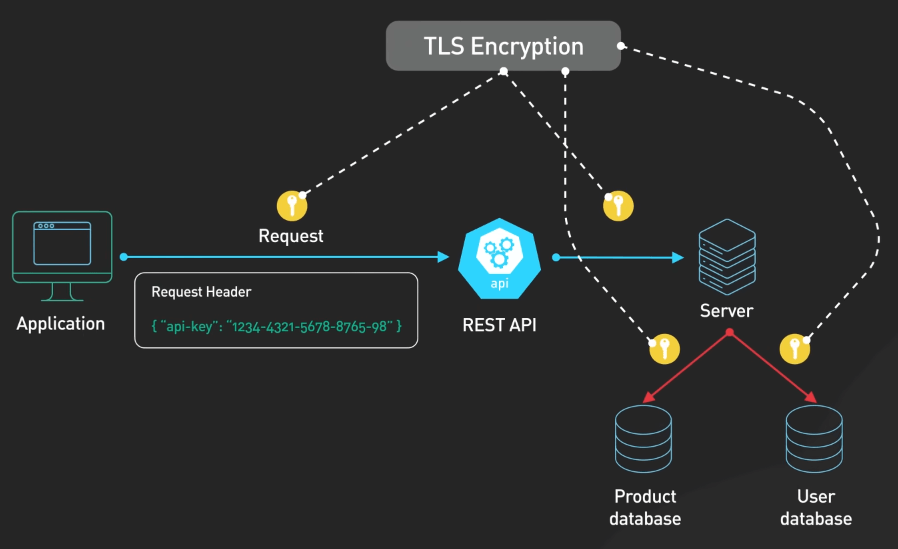 TLS Encryption
Request
Request Header
{ "api-key": "1234-4321-5678-8765-98" }
Application
api
REST API
Server
Product
database
User
database